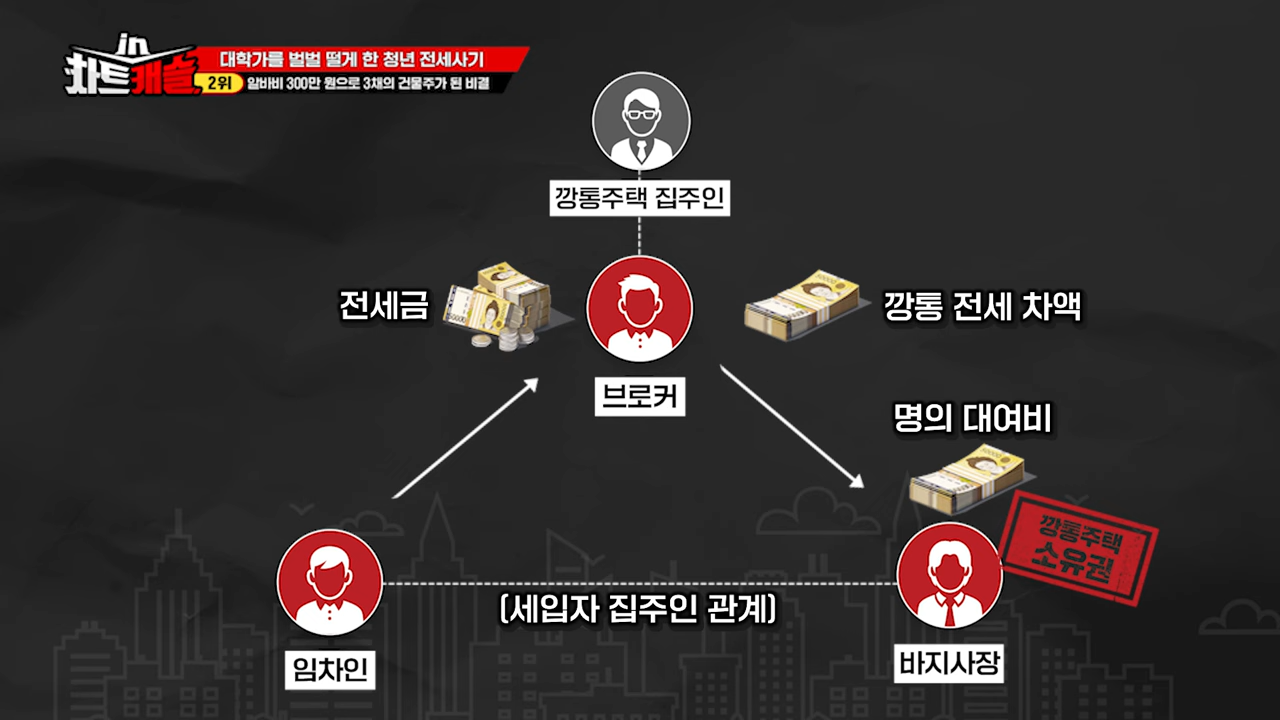 in
차트캐슬
대학가를 벌벌 떨게 한 청년 전세사기
2위 알바비 300만 원으로 3채의 건물주가 된 비결
깡통주택 집주인
전세금
깡통 전세 차액
브로커
명의 대여비
깡통주택
소유권
(세입자 집주인 관계)
임차인
바지사장